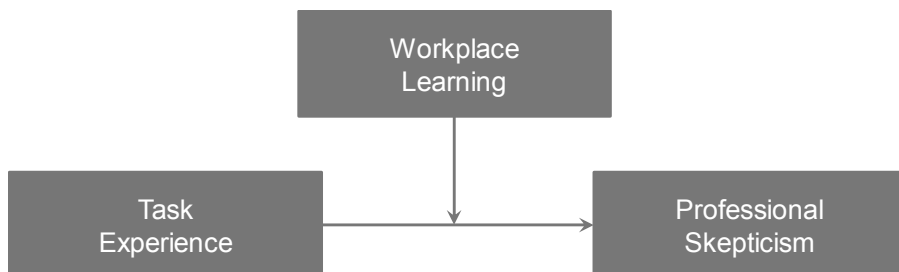 Workplace
Learning
Task
Experience
Professional
Skepticism